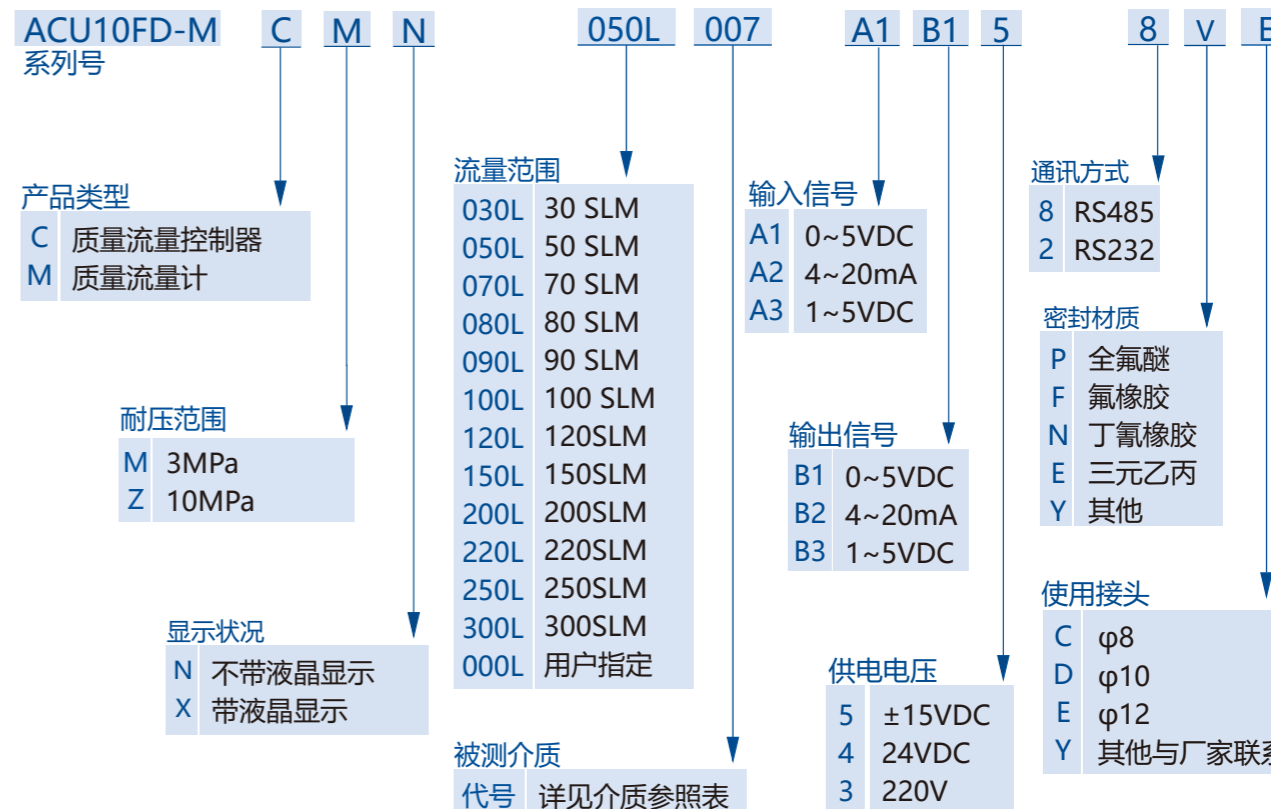 ACU10FD-M C M N 050L 007 A1 B1 5 8 V E
系列号
产品类型
C 质量流量控制器
M 质量流量计
耐压范围
M 3MPa
Z 10MPa
显示状况
N 不带液晶显示
X 带液晶显示
流量范围
030L 30 SLM
050L 50 SLM
070L 70 SLM
080L 80 SLM
090L 90 SLM
100L 100 SLM
120L 120SLM
150L 150SLM
200L 200SLM
220L 220SLM
250L 250SLM
300L 300SLM
000L 用户指定
被测介质
代号 详见介质参照表
输入信号
A1 0~5VDC
A2 4~20mA
A3 1~5VDC
输出信号
B1 0~5VDC
B2 4~20mA
B3 1~5VDC
供电电压
5 ±15VDC
4 24VDC
3 220V
通讯方式
8 RS485
2 RS232
密封材质
P 全氟醚
F 氟橡胶
N 丁氰橡胶
E 三元乙丙
Y 其他
使用接头
C φ8
D φ10
E φ12
Y 其他与厂家联系